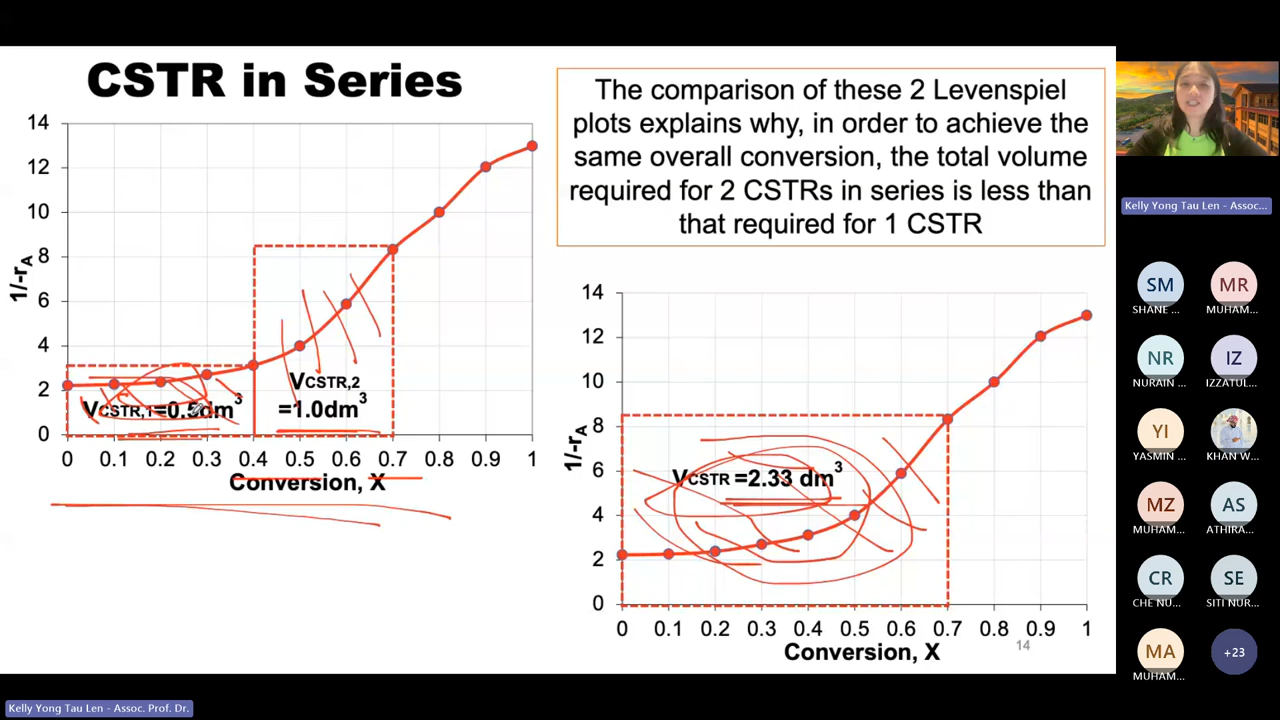 CSTR in Series
The comparison of these 2 Levenspiel
plots explains why, in order to achieve the
same overall conversion, the total volume
required for 2 CSTRs in series is less than
that required for 1 CSTR
14
12
10
8
6
4
2
0
1/-rA
VCSTR,1=0.5dm3
VCSTR,2
=1.0dm3
0 0.1 0.2 0.3 0.4 0.5 0.6 0.7 0.8 0.9 1
Conversion, X
14
12
10
8
6
4
2
0
1/-rA
VCSTR =2.33 dm3
0 0.1 0.2 0.3 0.4 0.5 0.6 0.7 0.8 0.9 1
Conversion, X
14
Kelly Yong Tau Len - Assoc...
SM MR
SHANE ... MUHAM...
NR IZ
NURAIN ... IZZATUL...
YI
YASMIN ... KHAN W...
MZ AS
MUHAM... ATHIRA...
CR SE
CHE NU... SITI NUR...
MA +23
MUHAM...
Kelly Yong Tau Len - Assoc. Prof. Dr.